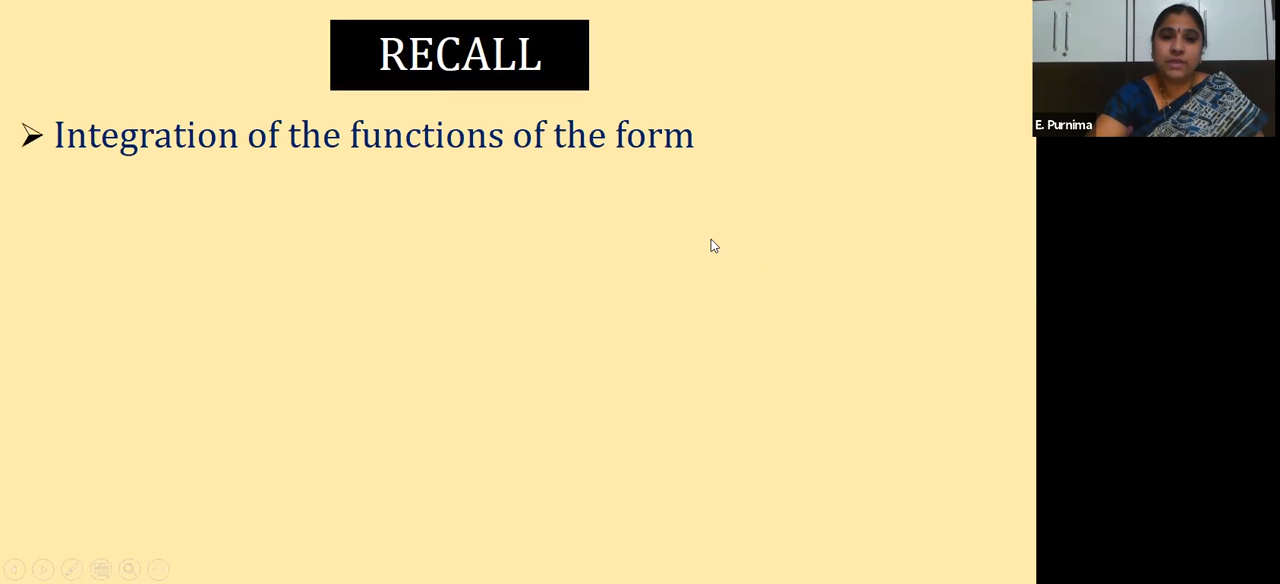 RECALL
Integration of the functions of the form
E. Purnima